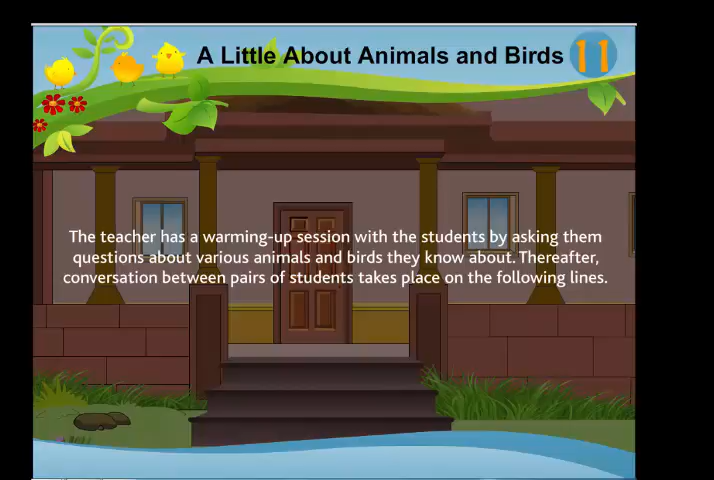 A Little About Animals and Birds 11
The teacher has a warming-up session with the students by asking them
questions about various animals and birds they know about. Thereafter,
conversation between pairs of students takes place on the following lines.